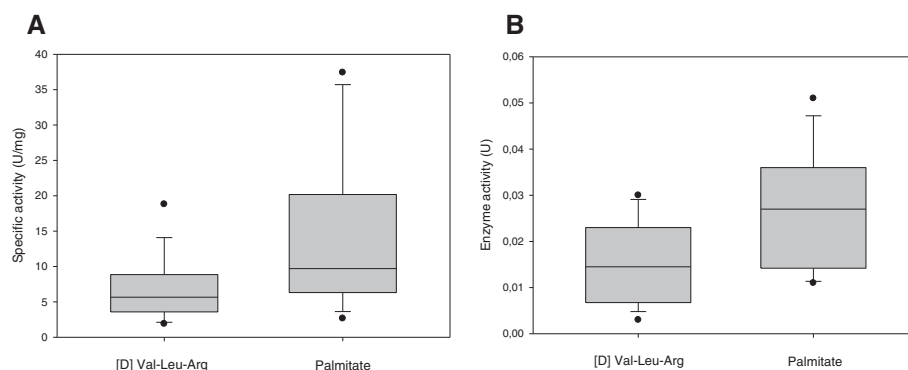 A
Specific activity (U/mg)
40
35
30
25
20
15
10
5
0
[D] Val-Leu-Arg Palmitate
B
Enzyme activity (U)
0,06
0,05
0,04
0,03
0,02
0,01
0,00
[D] Val-Leu-Arg Palmitate